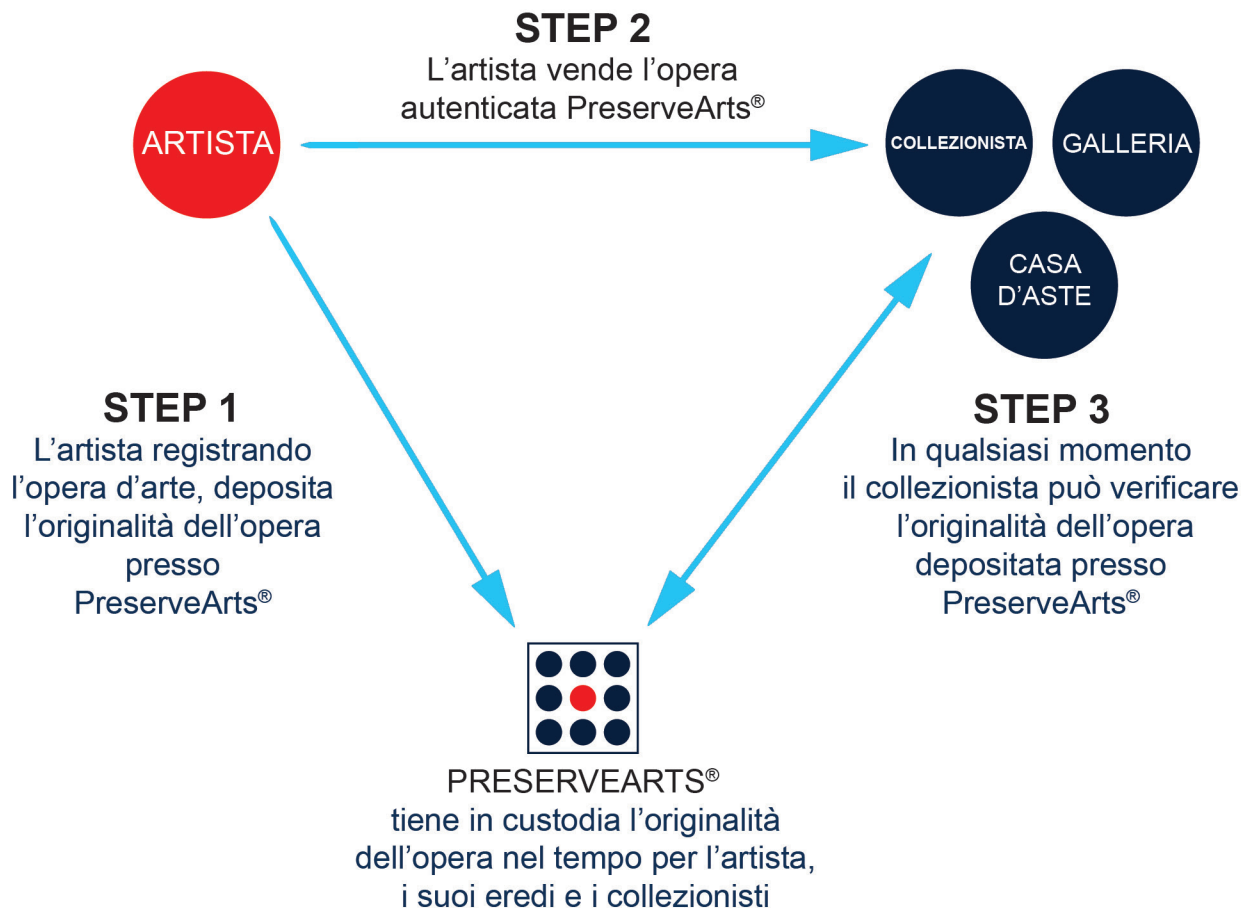 STEP 2
L'artista vende l'opera
autenticata PreserveArts®
ARTISTA
COLLEZIONISTA
GALLERIA
CASA
D'ASTE
STEP 1
L'artista registrando
l'opera d'arte, deposita
l'originalità dell'opera
presso
PreserveArts®
STEP 3
In qualsiasi momento
il collezionista può verificare
l'originalità dell'opera
depositata presso
PreserveArts®
PRESERVEARTS®
tiene in custodia l'originalità
dell'opera nel tempo per l'artista,
i suoi eredi e i collezionisti